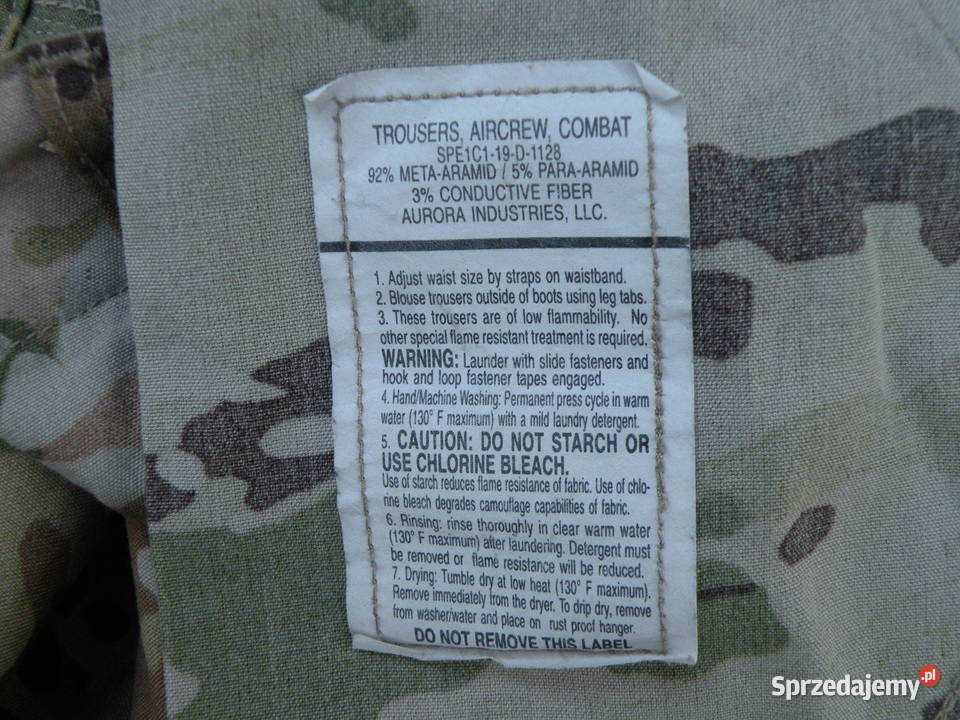 TROUSERS, AIRCREW, COMBAT
SPE1C1-19-D-1128
92% META-ARAMID / 5% PARA-ARAMID
3% CONDUCTIVE FIBER
AURORA INDUSTRIES, LLC.
1. Adjust waist size by straps on waistband.
2. Blouse trousers outside of boots using leg tabs.
3. These trousers are of low flammability. No
other special flame resistant treatment is required.
WARNING: Launder with slide fasteners and
hook and loop fastener tapes engaged.
4. Hand/Machine Washing: Permanent press cycle in warm
water (130° F maximum) with a mild laundry detergent.
5. CAUTION: DO NOT STARCH OR
USE CHLORINE BLEACH.
Use of starch reduces flame resistance of fabric. Use of chlo-
rine bleach degrades camouflage capabilities of fabric.
6. Rinsing: rinse thoroughly in clear warm water
(130° F maximum) after laundering. Detergent must
be removed or flame resistance will be reduced.
7. Drying: Tumble dry at low heat (130° F maximum).
Remove immediately from the dryer. To drip dry, remove
from washer/water and place on rust proof hanger.
DO NOT REMOVE THIS LABEL
Sprzedajemy.pl